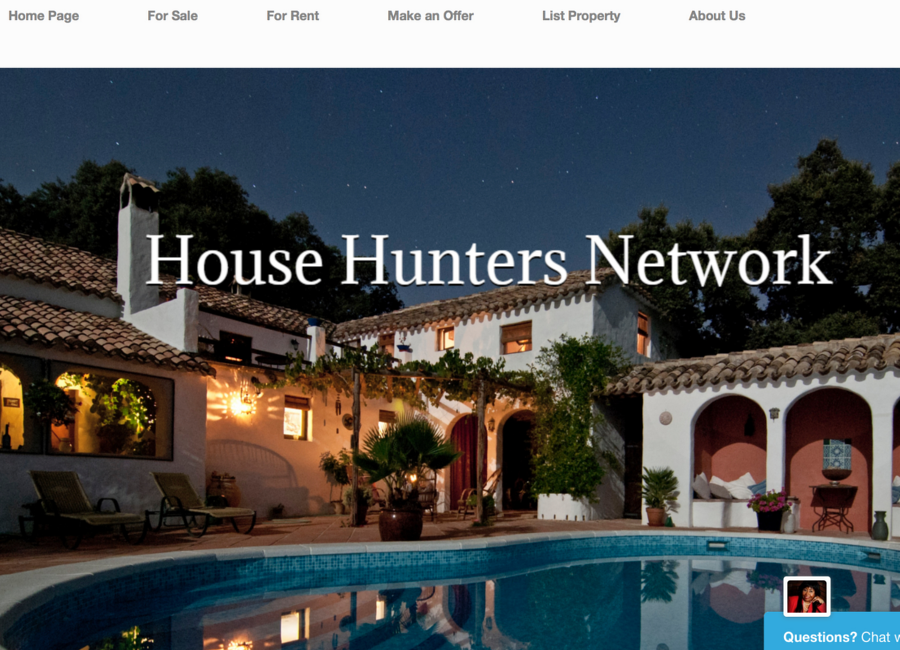 Home Page For Sale For Rent Make an Offer List Property About Us
House Hunters Network
Questions? Chat w